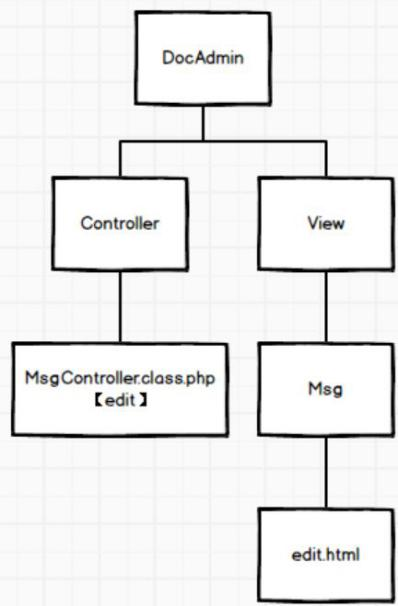 DocAdmin
Controller
View
MsgController.class.php
【edit】
Msg
edit.html